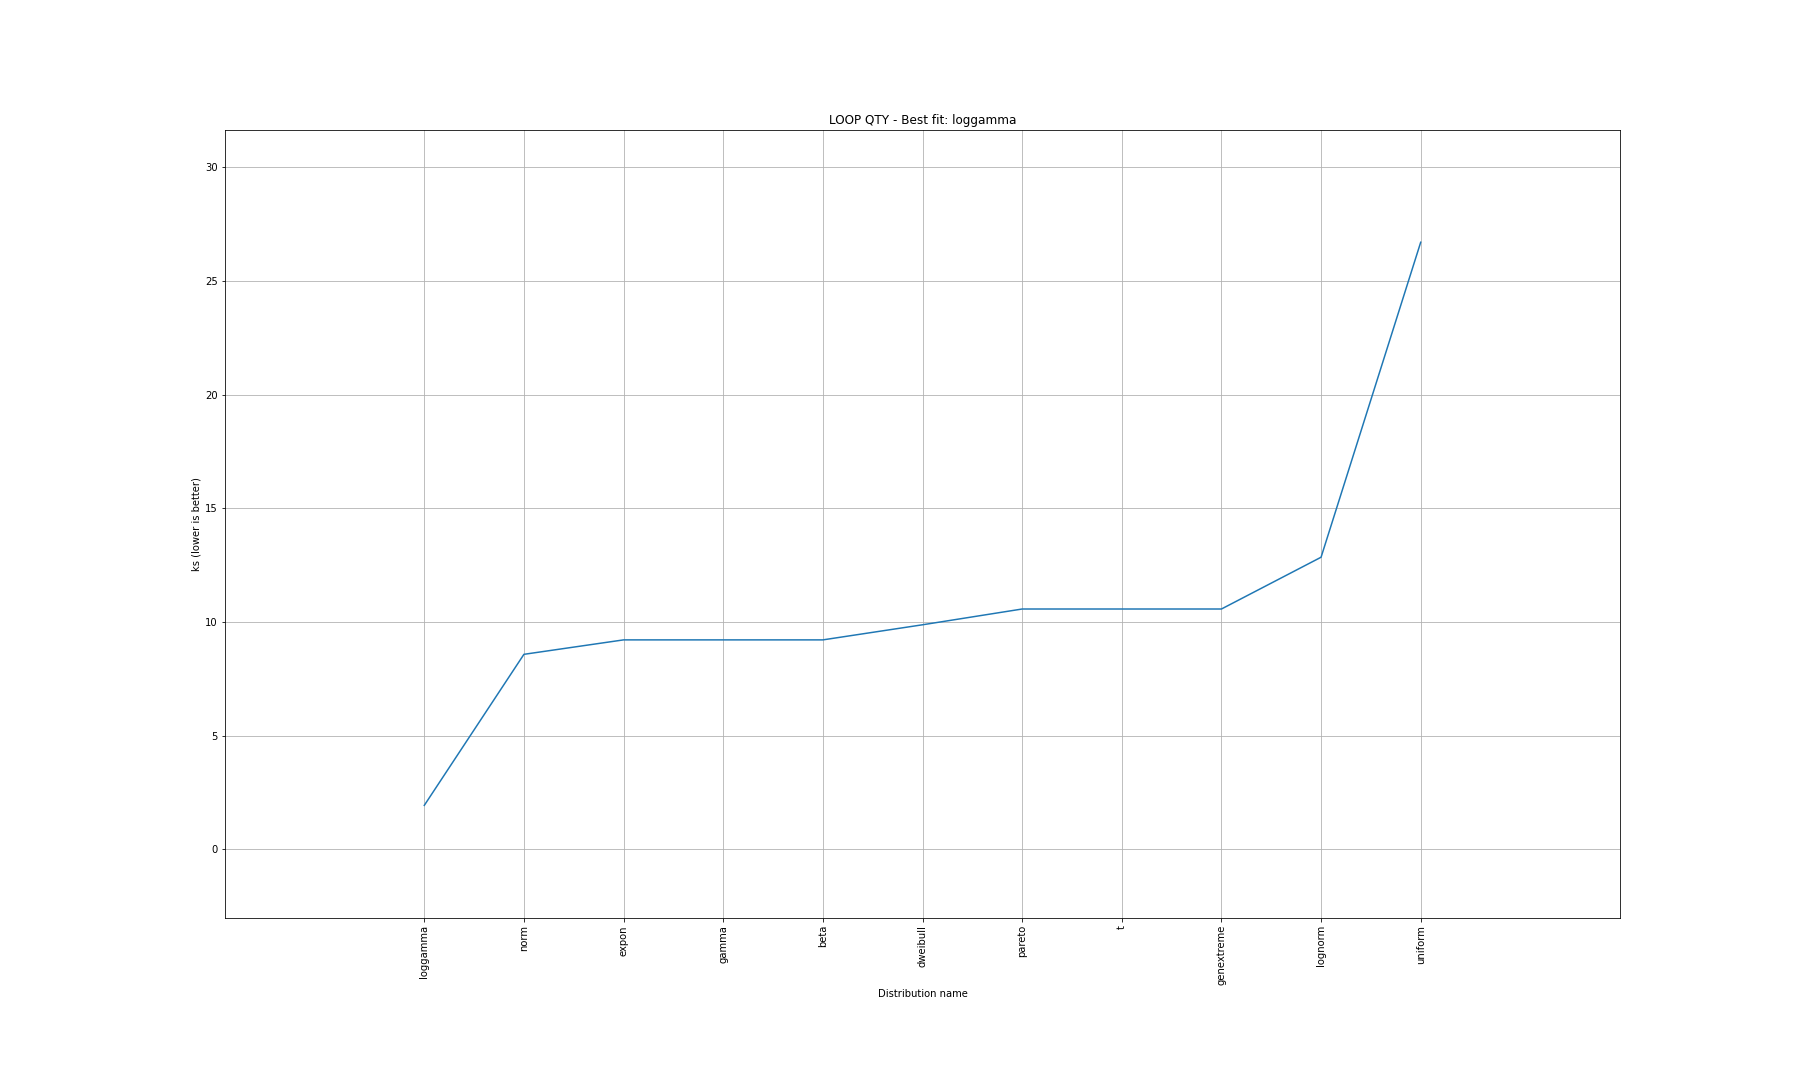 LOOP QTY - Best fit: loggamma
ks (lower is better)
30
25
20
15
10
5
0
loggamma
norm
expon
gamma
beta
dweibull
pareto
t
genextreme
lognorm
uniform
Distribution name